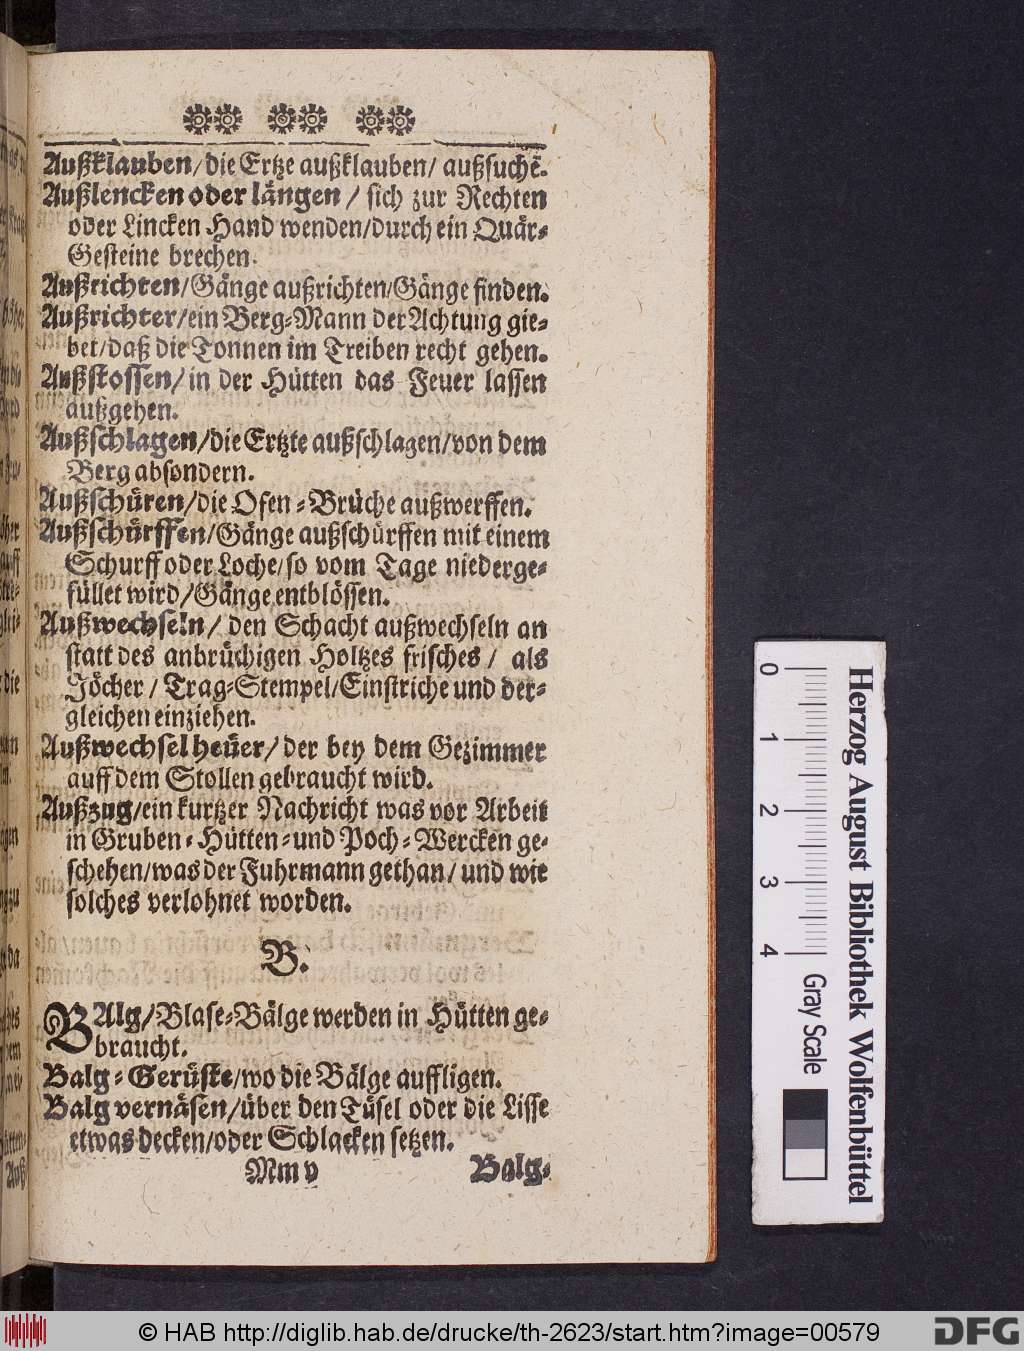 Außklauben/die Ertze außklauben/ außsuchē.
Außlencken oder längen / sich zur Rechten
oder Lincken Hand wenden/durch ein Quär-
Gesteine brechen.
Außrichten/Gänge außrichten/Gänge finden.
Außrichter/ein Berg-Mann der Achtung gie-
bet/daß die Tonnen im Treiben recht gehen.
Außstossen/ in der Hütten das Feuer lassen
außgehen.
Außschlagen/die Ertzte außschlagen/von dem
Berg absondern.
Außschüren/die Ofen-Brüche außwerffen.
Außschürffen/Gänge außschürffen mit einem
Schurff oder Loche/so vom Tage niederge-
füllet wird/Gänge entblössen.
Außwechseln/ den Schacht außwechseln an
statt des anbrüchigen Holtzes frisches / als
Jöcher / Trag-Stempel/Einstriche und der-
gleichen einziehen.
Außwechsel heüer/ der bey dem Gezimmer
auff dem Stollen gebraucht wird.
Außzug/ein kurtzer Nachricht was vor Arbeit
in Gruben-Hütten-und Poch-Wercken ge-
schehen/was der Fuhrmann gethan/ und wie
solches verlohnet worden.
B.
BAlg/Blase-Bälge werden in Hütten ge-
braucht.
Balg-Gerüste/wo die Bälge auffligen.
Balg vernäsen/über den Tüsel oder die Lisse
etwas decken/oder Schlacken setzen.
Mm v Balg-
0 1 2 3 4
Gray Scale
Herzog August Bibliothek Wolfenbüttel
© HAB http://diglib.hab.de/drucke/th-2623/start.htm?image=00579
DFG